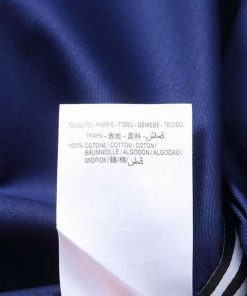 TESSUTO - FABRIC - TISSU - GEWEBE - TECIDO
ТКАНЬ - 表地 - 面料 - قماش
100% COTONE / COTTON / COTON /
BAUMWOLLE / ALGODÓN / ALGODAO /
ХЛОПОК / 綿 / 棉 / قطن